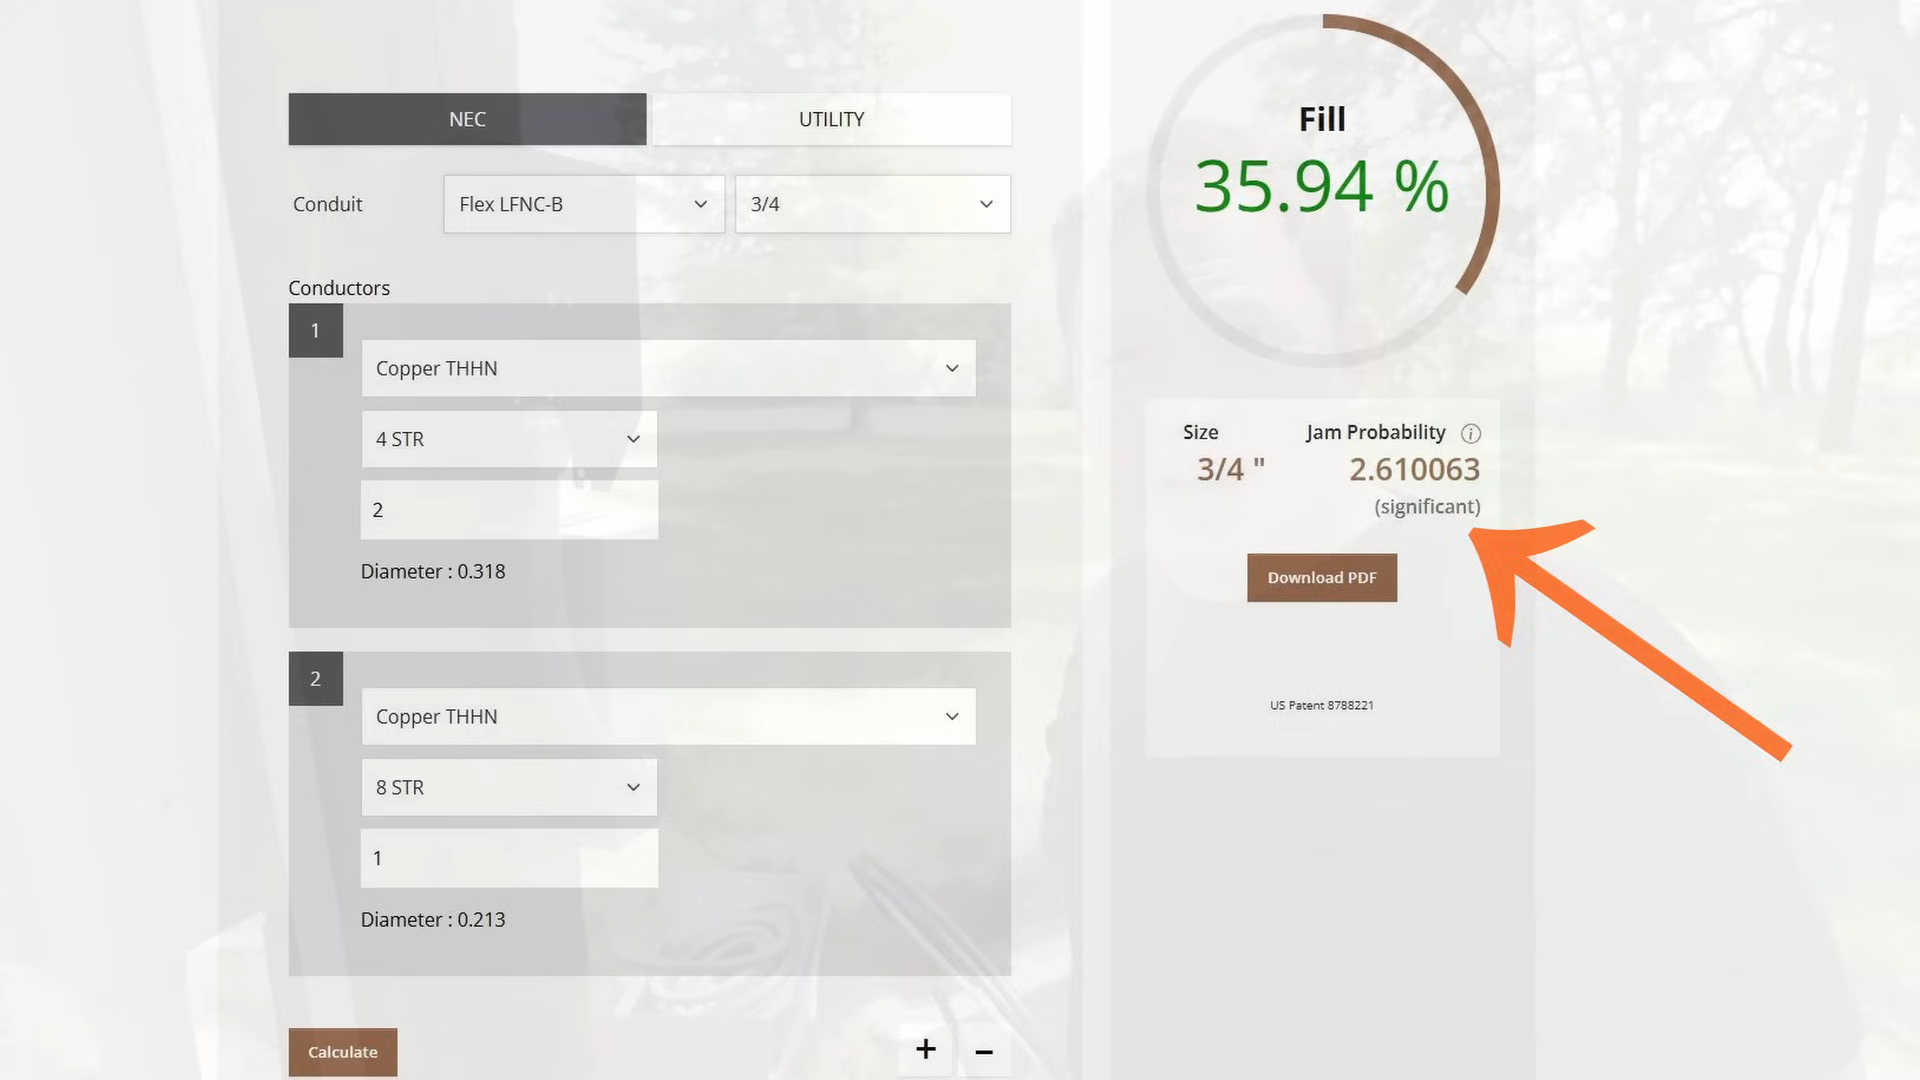 NEC
UTILITY
Conduit
Flex LFNC-B
3/4
Conductors
1
Copper THHN
4 STR
2
Diameter : 0.318
2
Copper THHN
8 STR
1
Diameter : 0.213
Calculate
+
-
Fill
35.94 %
Size
3/4 "
Jam Probability
2.610063
(significant)
Download PDF
US Patent 8788221